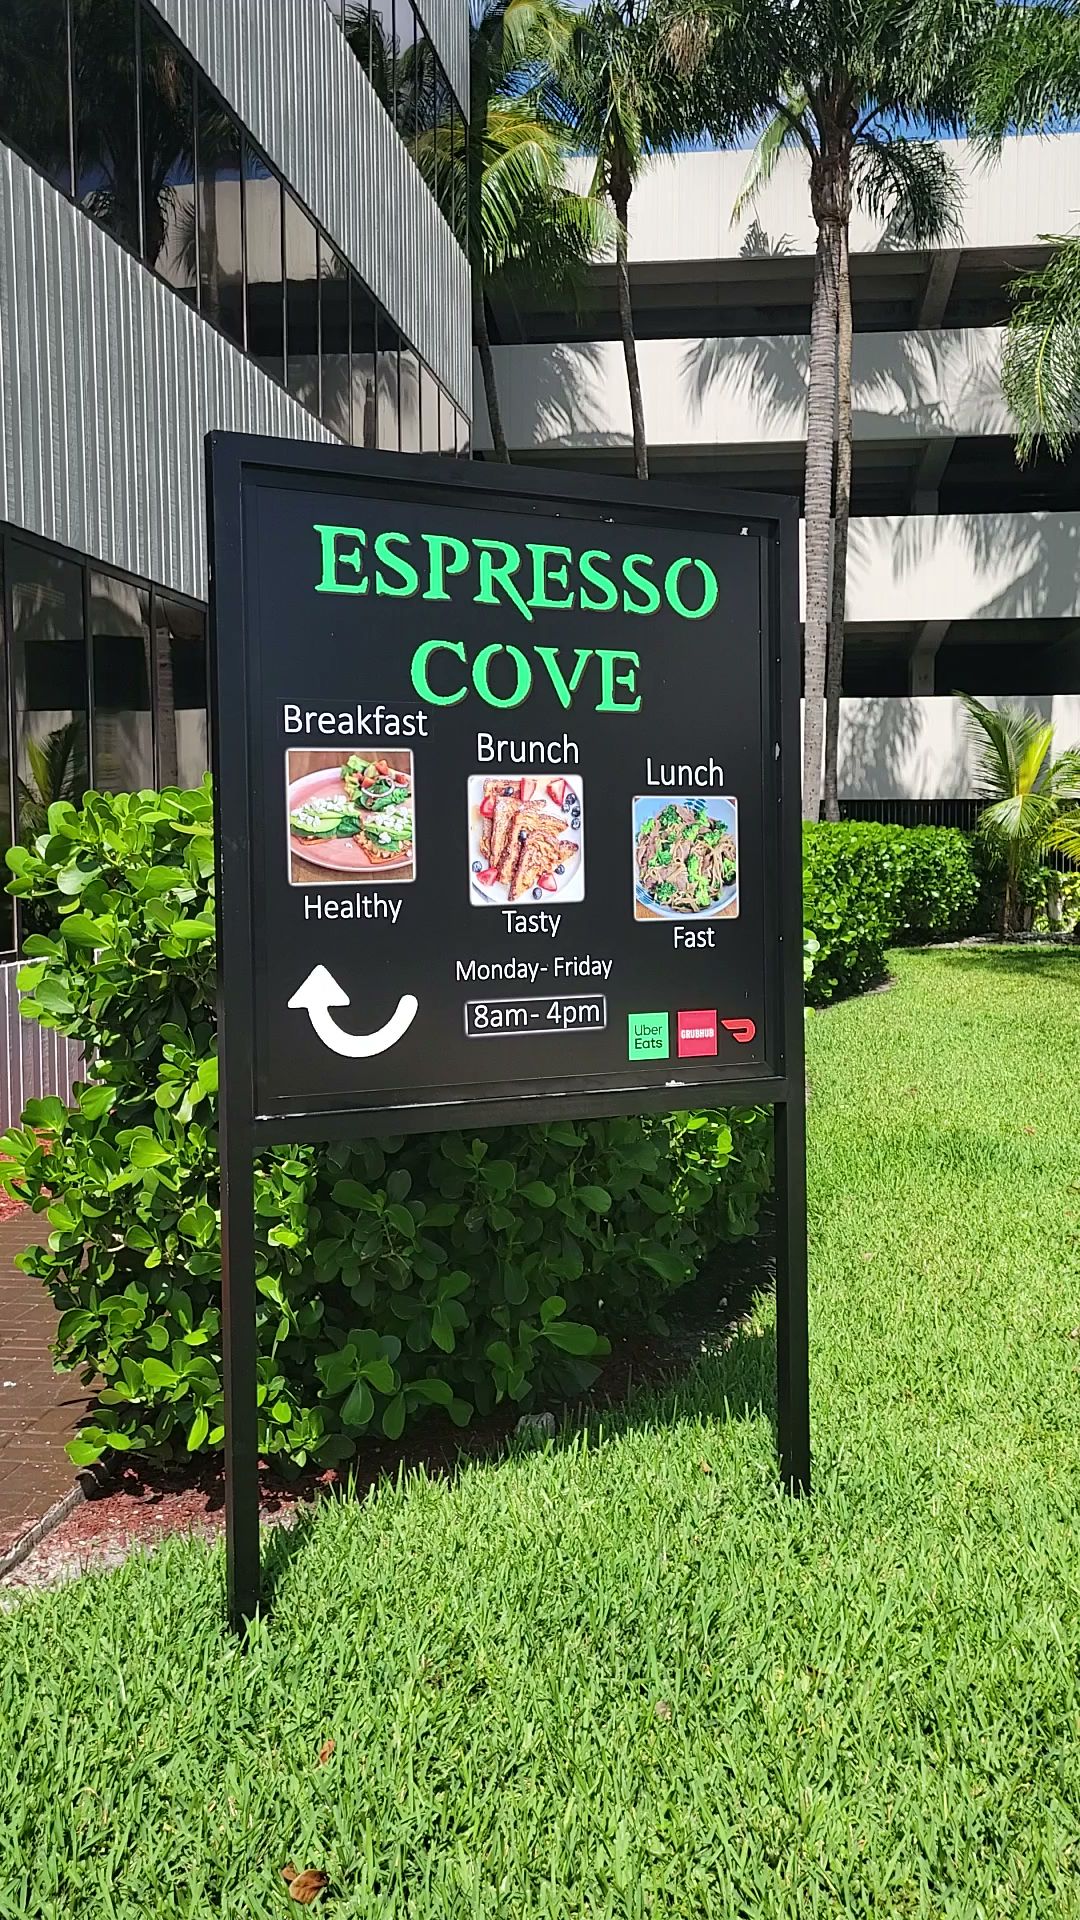 ESPRESSO
COVE
Breakfast
Brunch
Lunch
Healthy
Tasty
Fast
Monday- Friday
8am- 4pm
Uber
Eats
GRUBHUB